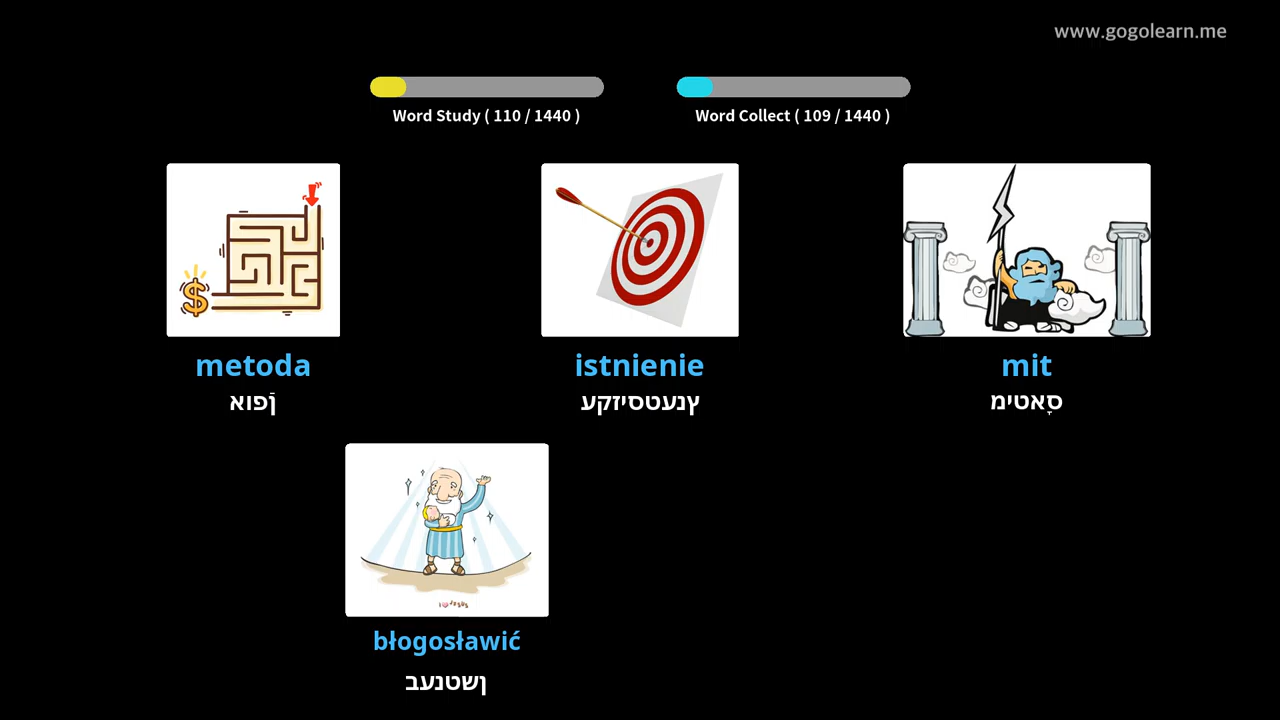 www.gogolearn.me
Word Study ( 110 / 1440 )
Word Collect ( 109 / 1440 )
metoda
אופֿן
istnienie
עקזיסטענץ
mit
מיטאָס
błogosławić
בענטשן
I ♥ JESUS